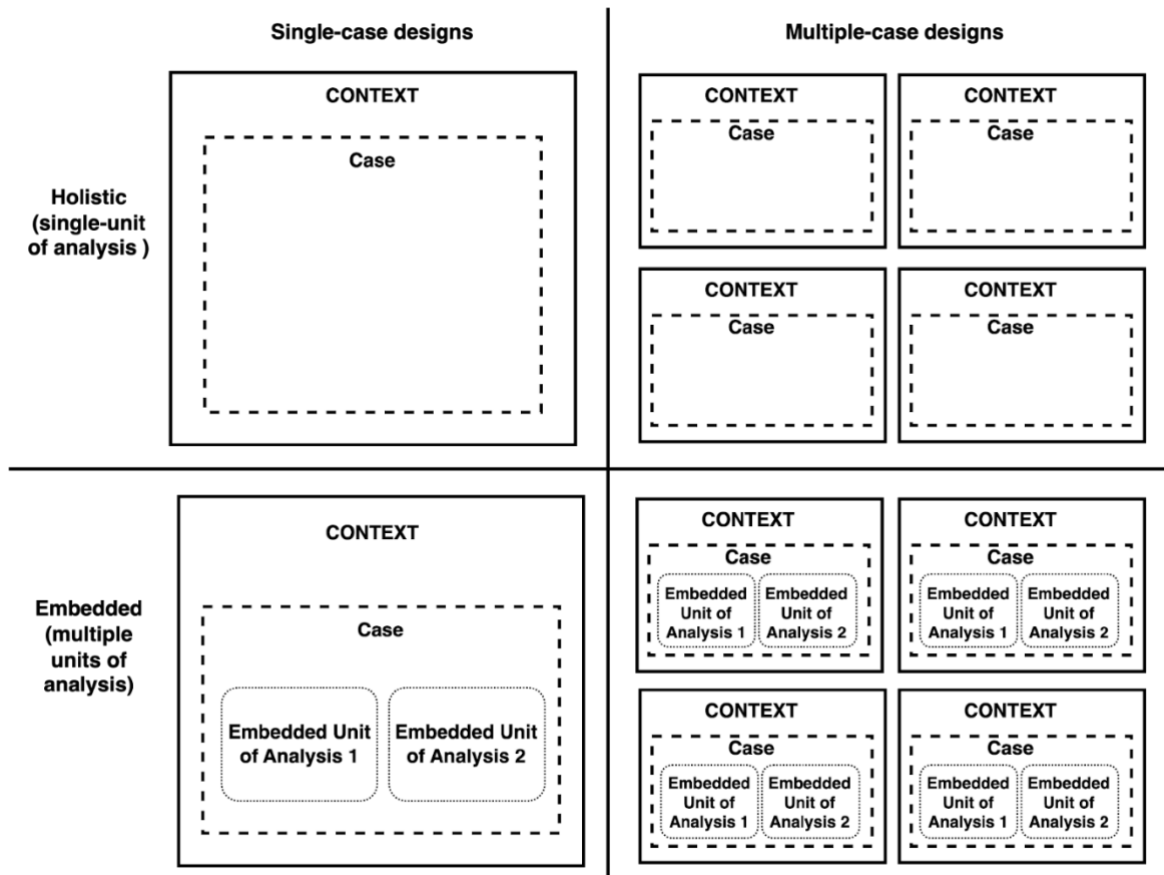 Single-case designs
Multiple-case designs
Holistic
(single-unit
of analysis )
CONTEXT
Case
CONTEXT
Case
CONTEXT
Case
CONTEXT
Case
CONTEXT
Case
Embedded
(multiple
units of
analysis)
CONTEXT
Case
Embedded Unit
of Analysis 1
Embedded Unit
of Analysis 2
CONTEXT
Case
Embedded
Unit of
Analysis 1
Embedded
Unit of
Analysis 2
CONTEXT
Case
Embedded
Unit of
Analysis 1
Embedded
Unit of
Analysis 2
CONTEXT
Case
Embedded
Unit of
Analysis 1
Embedded
Unit of
Analysis 2
CONTEXT
Case
Embedded
Unit of
Analysis 1
Embedded
Unit of
Analysis 2